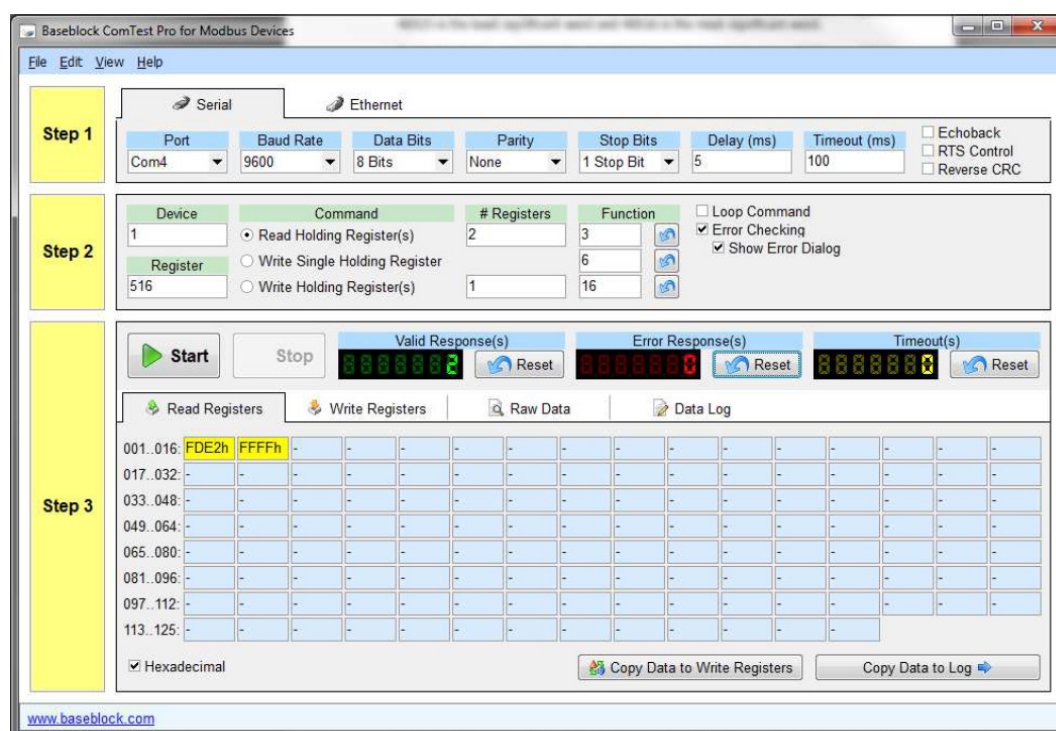 Baseblock ComTest Pro for Modbus Devices
File Edit View Help
Step 1
Serial Ethernet
Port Baud Rate Data Bits Parity Stop Bits Delay (ms) Timeout (ms)
Com4 9600 8 Bits None 1 Stop Bit 5 100
Echoback
RTS Control
Reverse CRC
Step 2
Device Command # Registers Function
1 Read Holding Register(s) 2 3
Register Write Single Holding Register 6
516 Write Holding Register(s) 1 16
Loop Command
Error Checking
Show Error Dialog
Step 3
Start Stop
Valid Response(s) Error Response(s) Timeout(s)
2 Reset 0 Reset 0 Reset
Read Registers Write Registers Raw Data Data Log
001..016: FDE2h FFFFh - - - - - - - - - - - - - -
017..032: - - - - - - - - - - - - - - - -
033..048: - - - - - - - - - - - - - - - -
049..064: - - - - - - - - - - - - - - - -
065..080: - - - - - - - - - - - - - - - -
081..096: - - - - - - - - - - - - - - - -
097..112: - - - - - - - - - - - - - - - -
113..125: - - - - - - - - - - - - -
Hexadecimal Copy Data to Write Registers Copy Data to Log
www.baseblock.com